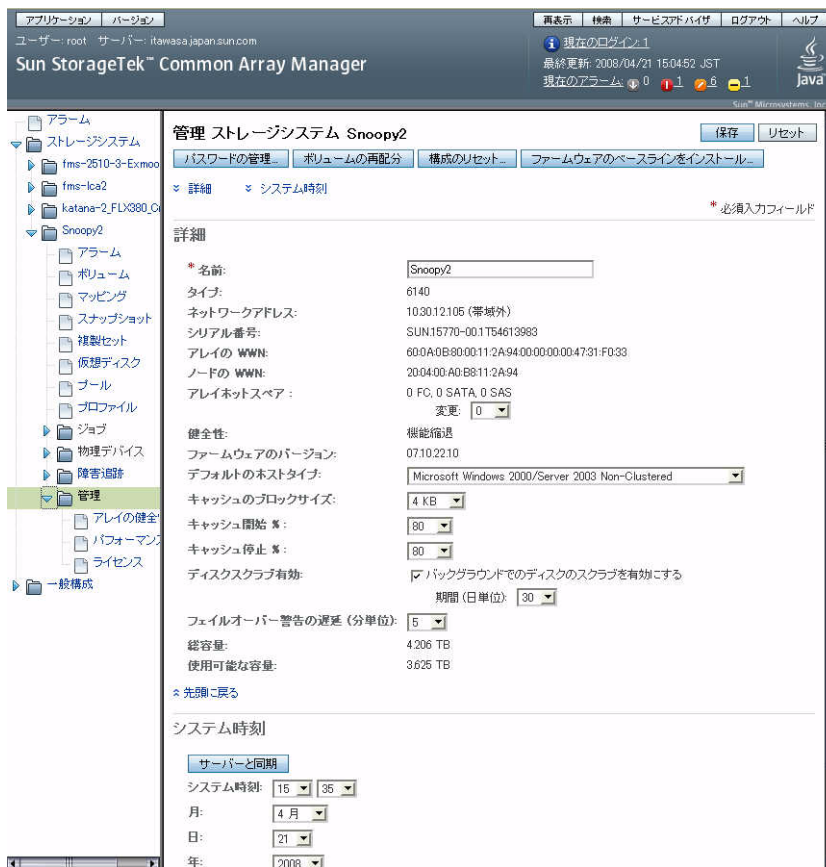 アプリケーション バージョン
再表示 検索 サービスアドバイザ ログアウト ヘルプ
ユーザー: root サーバー: itawasa.japan.sun.com
現在のログイン: 1
Sun StorageTek™ Common Array Manager
最終更新: 2008/04/21 15:04:52 JST
現在のアラーム: 0 1 6 1
Java
Sun™ Microsystems, Inc
アラーム
ストレージシステム
fms-2510-3-Exmoo
fms-lca2
katana-2_FLX380_Cr
Snoopy2
アラーム
ボリューム
マッピング
スナップショット
複製セット
仮想ディスク
プール
プロファイル
ジョブ
物理デバイス
障害追跡
管理
アレイの健全
パフォーマン
ライセンス
一般構成
管理 ストレージシステム Snoopy2
保存 リセット
パスワードの管理... ボリュームの再配分 構成のリセット... ファームウェアのベースラインをインストール...
詳細 システム時刻
* 必須入力フィールド
詳細
* 名前: Snoopy2
タイプ: 6140
ネットワークアドレス: 10.30.12.105 (帯域外)
シリアル番号: SUN.15770-00.1T54613983
アレイの WWN: 60:0A:0B:80:00:11:2A:94:00:00:00:00:47:31:F0:33
ノードの WWN: 20:04:00:A0:B8:11:2A:94
アレイホットスペア : 0 FC, 0 SATA, 0 SAS
変更: 0
健全性: 機能縮退
ファームウェアのバージョン: 07.10.22.10
デフォルトのホストタイプ: Microsoft Windows 2000/Server 2003 Non-Clustered
キャッシュのブロックサイズ: 4 KB
キャッシュ開始 % : 80
キャッシュ停止 % : 80
ディスクスクラブ有効: バックグラウンドでのディスクのスクラブを有効にする
期間 (日単位): 30
フェイルオーバー警告の遅延 (分単位): 5
総容量: 4.206 TB
使用可能な容量: 3.625 TB
先頭に戻る
システム時刻
サーバーと同期
システム時刻: 15 35
月: 4 月
日: 21
年: 2008